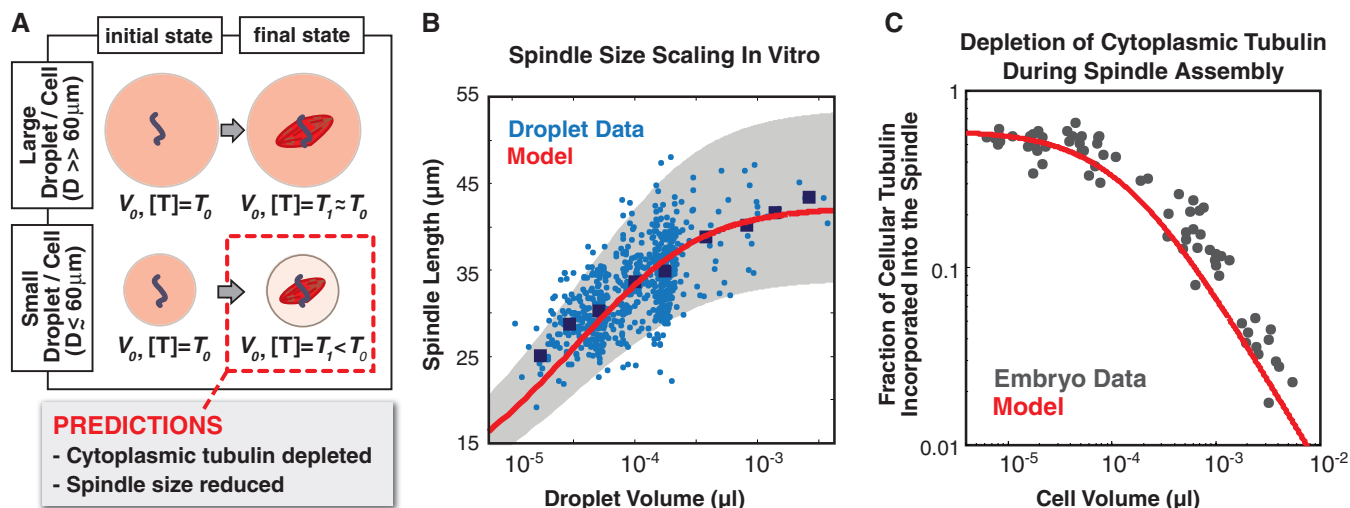 A
initial state
final state
Large
Droplet / Cell
(D >> 60μm)
V₀, [T]=T₀
V₀, [T]=T₁≈ T₀
Small
Droplet / Cell
(D ≲ 60μm)
V₀, [T]=T₀
V₀, [T]=T₁< T₀
PREDICTIONS
- Cytoplasmic tubulin depleted
- Spindle size reduced
B
Spindle Size Scaling In Vitro
Spindle Length (μm)
55
45
35
25
15
Droplet Data
Model
10⁻⁵
10⁻⁴
10⁻³
Droplet Volume (μl)
C
Depletion of Cytoplasmic Tubulin
During Spindle Assembly
Fraction of Cellular Tubulin
Incorporated Into the Spindle
1
0.1
0.01
Embryo Data
Model
10⁻⁵
10⁻⁴
10⁻³
10⁻²
Cell Volume (μl)